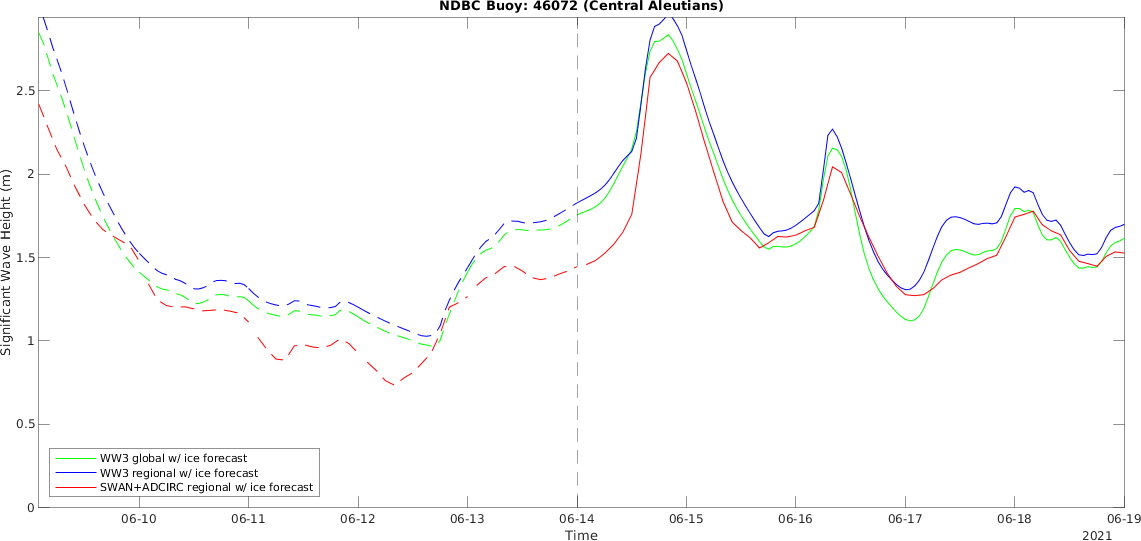 NDBC Buoy: 46072 (Central Aleutians)
Significant Wave Height (m)
2.5
2
1.5
1
0.5
0
WW3 global w/ ice forecast
WW3 regional w/ ice forecast
SWAN+ADCIRC regional w/ ice forecast
06-10 06-11 06-12 06-13 06-14 06-15 06-16 06-17 06-18 06-19
Time
2021